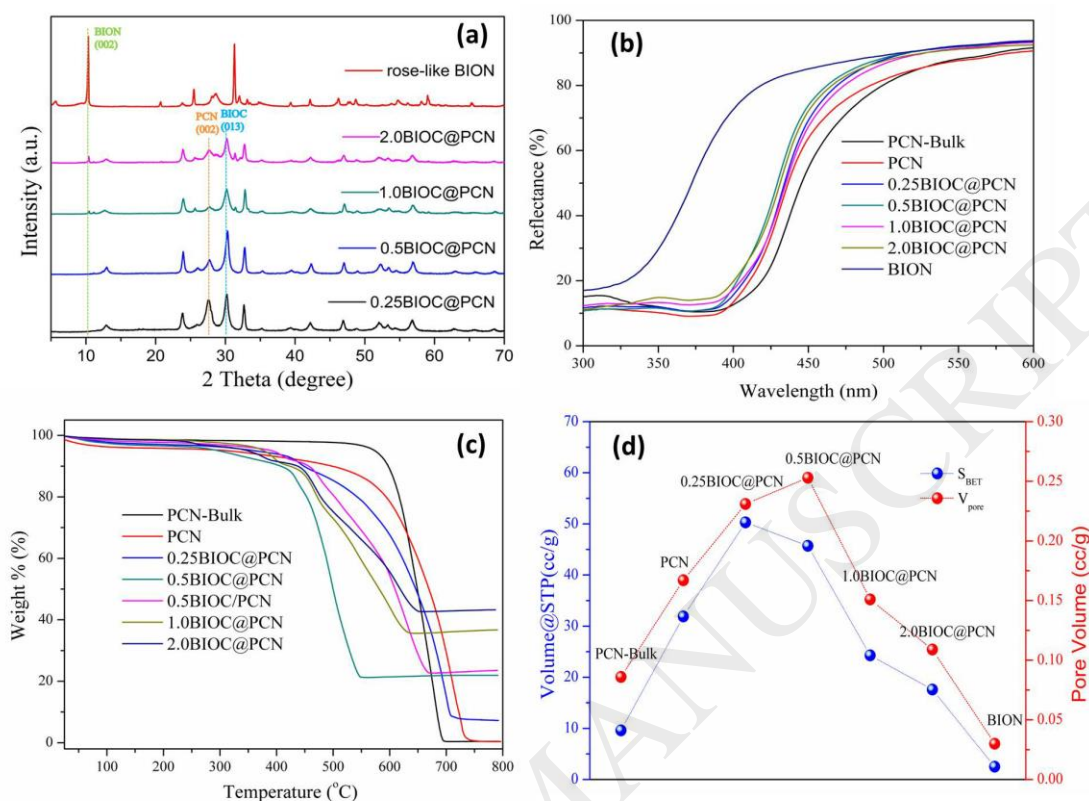 (a)
BION
(002)
rose-like BION
PCN
(002)
BIOC
(013)
2.0BIOC@PCN
1.0BIOC@PCN
0.5BIOC@PCN
0.25BIOC@PCN
Intensity (a.u.)
10 20 30 40 50 60 70
2 Theta (degree)
(b)
100
80
60
40
20
0
Reflectance (%)
PCN-Bulk
PCN
0.25BIOC@PCN
0.5BIOC@PCN
1.0BIOC@PCN
2.0BIOC@PCN
BION
300 350 400 450 500 550 600
Wavelength (nm)
(c)
100
80
60
40
20
0
Weight % (%)
PCN-Bulk
PCN
0.25BIOC@PCN
0.5BIOC@PCN
0.5BIOC/PCN
1.0BIOC@PCN
2.0BIOC@PCN
100 200 300 400 500 600 700 800
Temperature (°C)
(d)
70
60
50
40
30
20
10
0
Volume@STP(cc/g)
0.5BIOC@PCN
0.25BIOC@PCN
PCN
1.0BIOC@PCN
2.0BIOC@PCN
PCN-Bulk
BION
S_BET
V_pore
0.30
0.25
0.20
0.15
0.10
0.05
0.00
Pore Volume (cc/g)
MANUSCRIPT